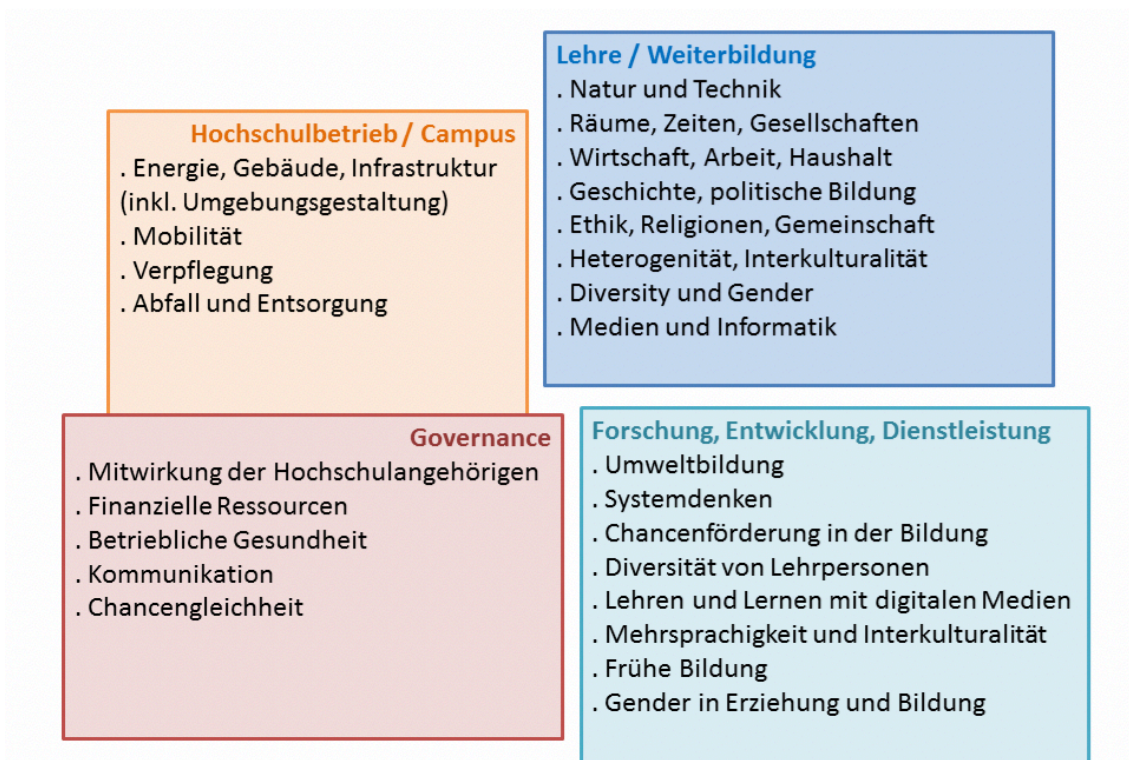 Hochschulbetrieb / Campus
. Energie, Gebäude, Infrastruktur
(inkl. Umgebungsgestaltung)
. Mobilität
. Verpflegung
. Abfall und Entsorgung
Lehre / Weiterbildung
. Natur und Technik
. Räume, Zeiten, Gesellschaften
. Wirtschaft, Arbeit, Haushalt
. Geschichte, politische Bildung
. Ethik, Religionen, Gemeinschaft
. Heterogenität, Interkulturalität
. Diversity und Gender
. Medien und Informatik
Governance
. Mitwirkung der Hochschulangehörigen
. Finanzielle Ressourcen
. Betriebliche Gesundheit
. Kommunikation
. Chancengleichheit
Forschung, Entwicklung, Dienstleistung
. Umweltbildung
. Systemdenken
. Chancenförderung in der Bildung
. Diversität von Lehrpersonen
. Lehren und Lernen mit digitalen Medien
. Mehrsprachigkeit und Interkulturalität
. Frühe Bildung
. Gender in Erziehung und Bildung